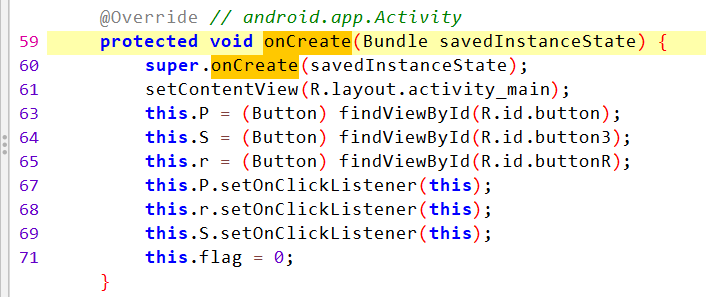 @Override // android.app.Activity
59 protected void onCreate(Bundle savedInstanceState) {
60 super.onCreate(savedInstanceState);
61 setContentView(R.layout.activity_main);
63 this.P = (Button) findViewById(R.id.button);
64 this.S = (Button) findViewById(R.id.button3);
65 this.r = (Button) findViewById(R.id.buttonR);
67 this.P.setOnClickListener(this);
68 this.r.setOnClickListener(this);
69 this.S.setOnClickListener(this);
71 this.flag = 0;
}